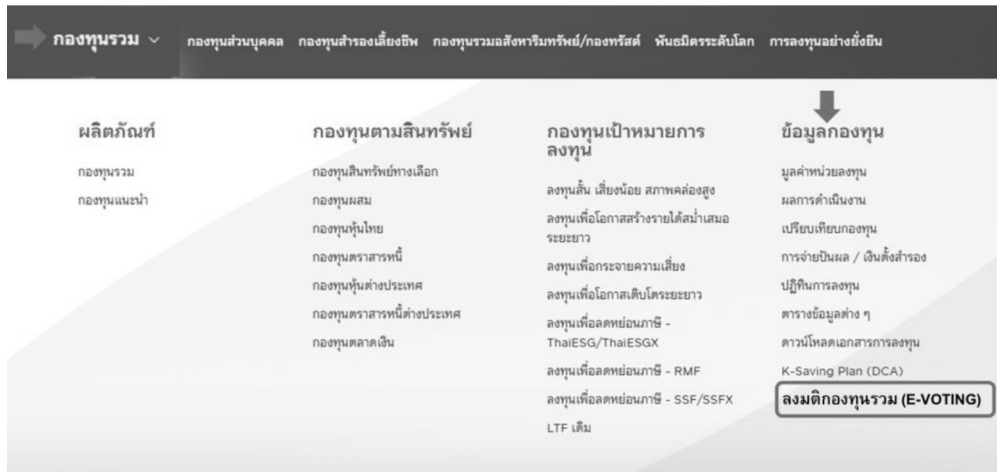 กองทุนรวม กองทุนส่วนบุคคล กองทุนสำรองเลี้ยงชีพ กองทุนรวมอสังหาริมทรัพย์/กองทรัสต์ พันธมิตรระดับโลก การลงทุนอย่างยั่งยืน
ผลิตภัณฑ์
กองทุนรวม
กองทุนแนะนำ
กองทุนตามสินทรัพย์
กองทุนสินทรัพย์ทางเลือก
กองทุนผสม
กองทุนหุ้นไทย
กองทุนตราสารหนี้
กองทุนหุ้นต่างประเทศ
กองทุนตราสารหนี้ต่างประเทศ
กองทุนตลาดเงิน
กองทุนเป้าหมายการ
ลงทุน
ลงทุนสั้น เสี่ยงน้อย สภาพคล่องสูง
ลงทุนเพื่อโอกาสสร้างรายได้สม่ำเสมอ
ระยะยาว
ลงทุนเพื่อกระจายความเสี่ยง
ลงทุนเพื่อโอกาสเติบโตระยะยาว
ลงทุนเพื่อลดหย่อนภาษี -
ThaiESG/ThaiESGX
ลงทุนเพื่อลดหย่อนภาษี - RMF
ลงทุนเพื่อลดหย่อนภาษี - SSF/SSFX
LTF เดิม
ข้อมูลกองทุน
มูลค่าหน่วยลงทุน
ผลการดำเนินงาน
เปรียบเทียบกองทุน
การจ่ายปันผล / เงินตั้งสำรอง
ปฏิทินการลงทุน
ตารางข้อมูลต่าง ๆ
ดาวน์โหลดเอกสารการลงทุน
K-Saving Plan (DCA)
ลงมติกองทุนรวม (E-VOTING)